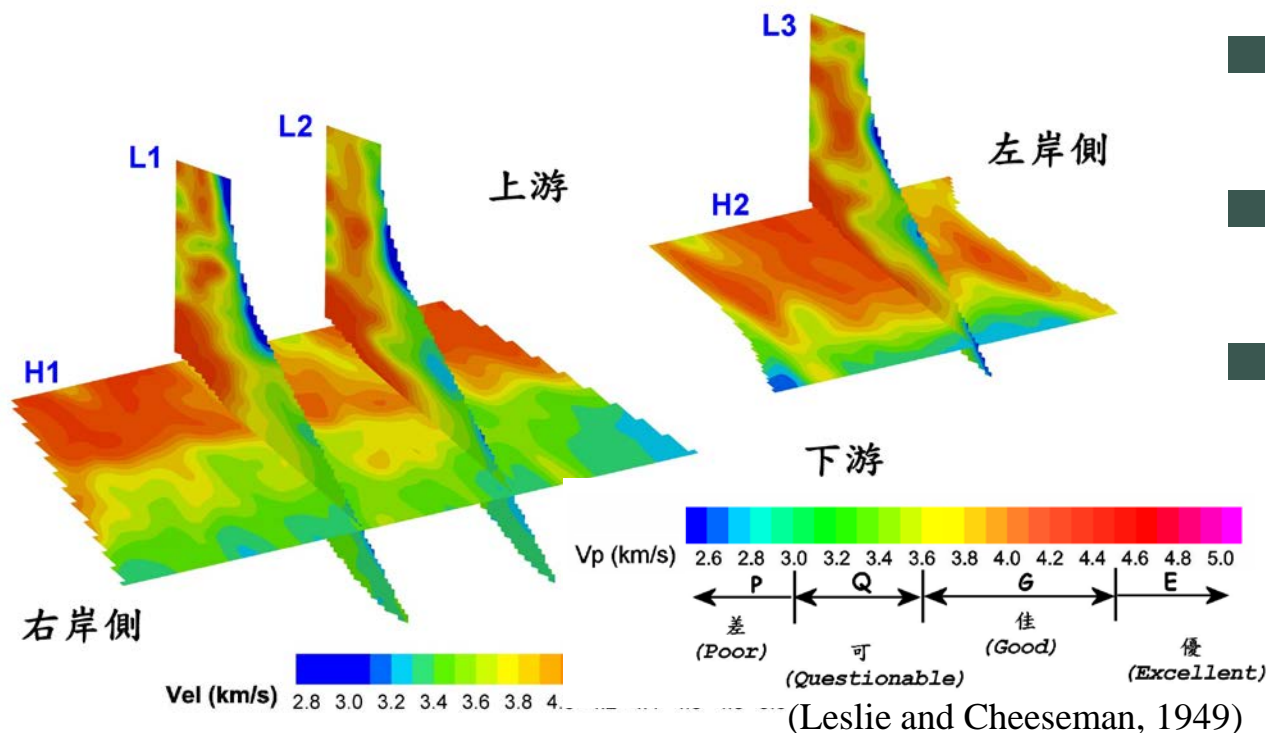 L3
L2
L1
左岸側
上游
H2
H1
下游
Vp (km/s) 2.6 2.8 3.0 3.2 3.4 3.6 3.8 4.0 4.2 4.4 4.6 4.8 5.0
P Q G E
差 佳
(Poor) 可 (Good) 優
(Questionable) (Excellent)
右岸側
Vel (km/s) 2.8 3.0 3.2 3.4 3.6 3.8
(Leslie and Cheeseman, 1949)